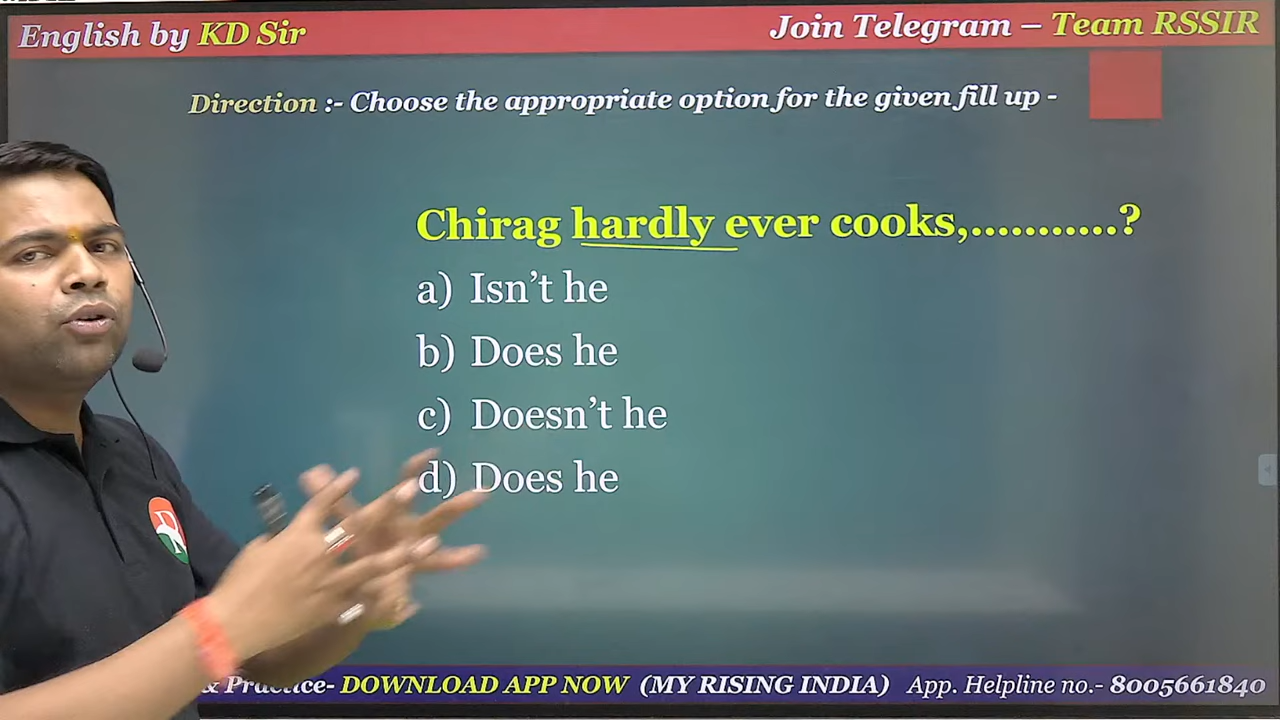 English by KD Sir
Join Telegram – Team RSSIR
Direction :- Choose the appropriate option for the given fill up -
Chirag hardly ever cooks,...........?
a) Isn't he
b) Does he
c) Doesn't he
d) Does he
& Practice- DOWNLOAD APP NOW (MY RISING INDIA) App. Helpline no.- 8005661840